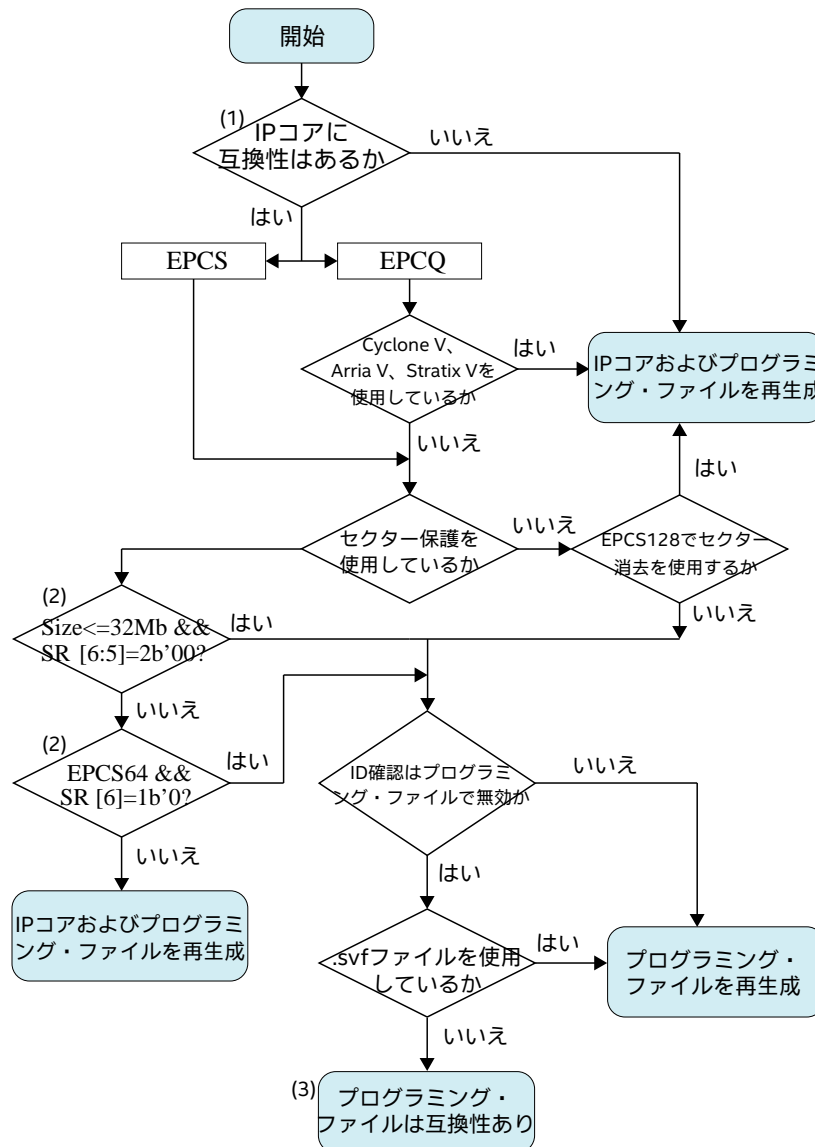 開始
(1)
IPコアに
互換性はあるか
いいえ
はい
EPCS
EPCQ
Cyclone V、
Arria V、Stratix Vを
使用しているか
はい
IPコアおよびプログラミ
ング・ファイルを再生成
いいえ
はい
セクター保護を
使用しているか
いいえ
EPCS128でセクター
消去を使用するか
(2)
Size<=32Mb &&
SR [6:5]=2b'00?
はい
いいえ
いいえ
(2)
EPCS64 &&
SR [6]=1b'0?
はい
ID確認はプログラミ
ング・ファイルで無効か
いいえ
いいえ
はい
IPコアおよびプログラミ
ング・ファイルを再生成
.svfファイルを使用
しているか
はい
プログラミング・
ファイルを再生成
いいえ
(3)
プログラミング・
ファイルは互換性あり